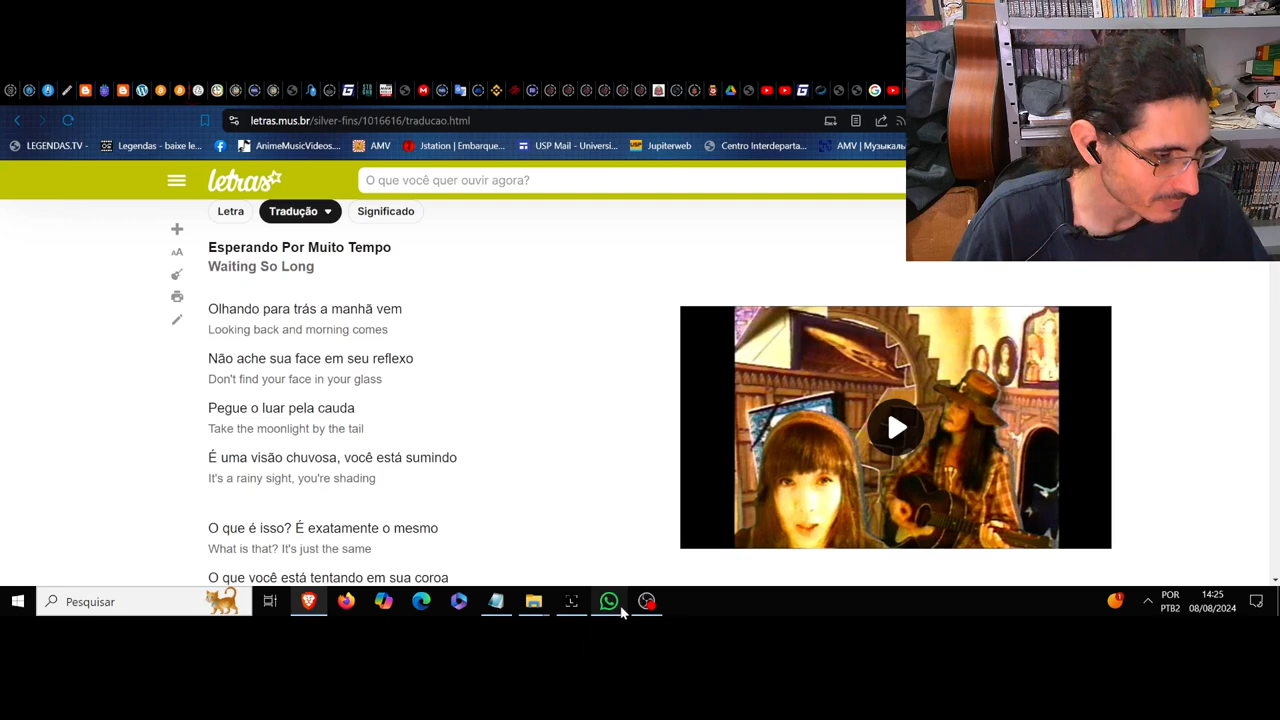 letras.mus.br/silver-fins/1016616/traducao.html
LEGENDAS.TV -
Legendas - baixe le...
AnimeMusicVideos....
AMV
Jstation | Embarque...
USP Mail - Universi...
Jupiterweb
Centro Interdeparta...
AMV | Музыкалы
letras
O que você quer ouvir agora?
Letra
Tradução
Significado
Esperando Por Muito Tempo
Waiting So Long
AA
Olhando para trás a manhã vem
Looking back and morning comes
Não ache sua face em seu reflexo
Don't find your face in your glass
Pegue o luar pela cauda
Take the moonlight by the tail
É uma visão chuvosa, você está sumindo
It's a rainy sight, you're shading
O que é isso? É exatamente o mesmo
What is that? It's just the same
O que você está tentando em sua coroa
Pesquisar
POR
PTB2
14:25
08/08/2024